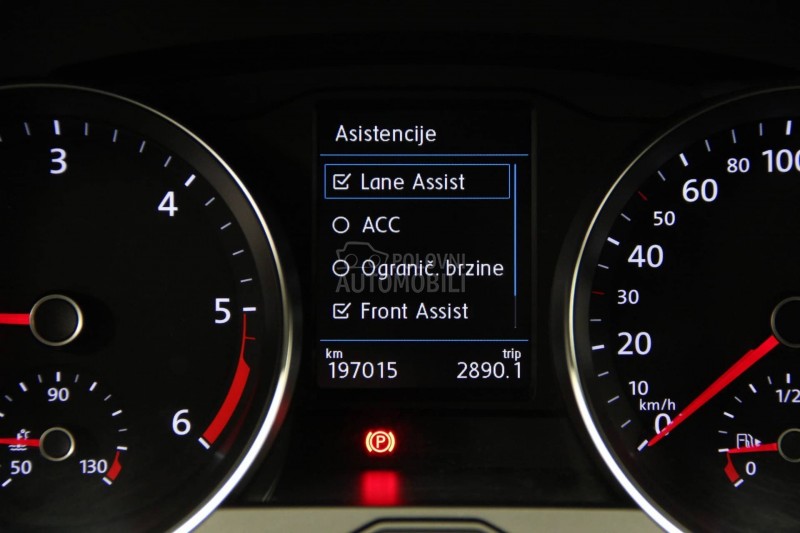 Asistencije
Lane Assist
ACC
Ogranič. brzine
Front Assist
km trip
197015 2890.1
POLOVNI
AUTOMOBILI
3
4
5
6
50
90
130
0
10
20
30
40
50
60
80
100
km/h
1/2
0
P